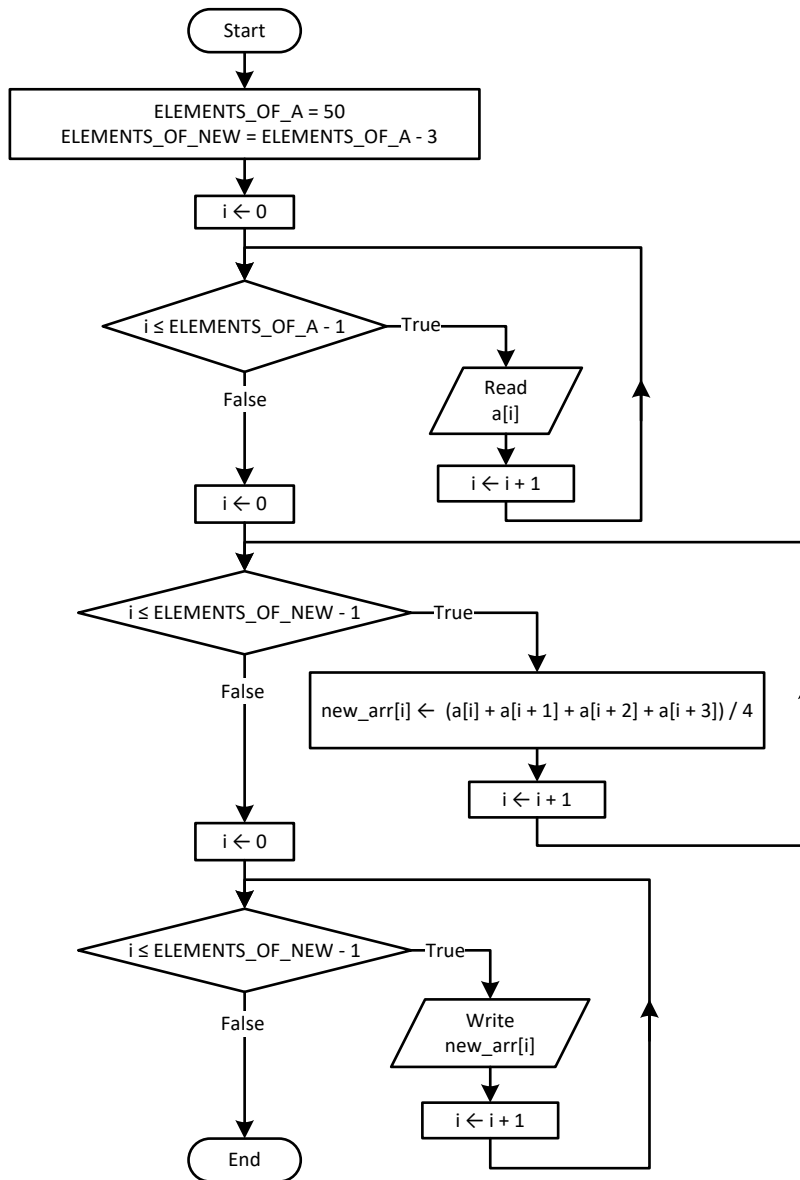 Start
ELEMENTS_OF_A = 50
ELEMENTS_OF_NEW = ELEMENTS_OF_A - 3
i ← 0
i ≤ ELEMENTS_OF_A - 1
True
Read
a[i]
False
i ← i + 1
i ← 0
i ≤ ELEMENTS_OF_NEW - 1
True
False
new_arr[i] ← (a[i] + a[i + 1] + a[i + 2] + a[i + 3]) / 4
i ← i + 1
i ← 0
i ≤ ELEMENTS_OF_NEW - 1
True
Write
new_arr[i]
False
i ← i + 1
End